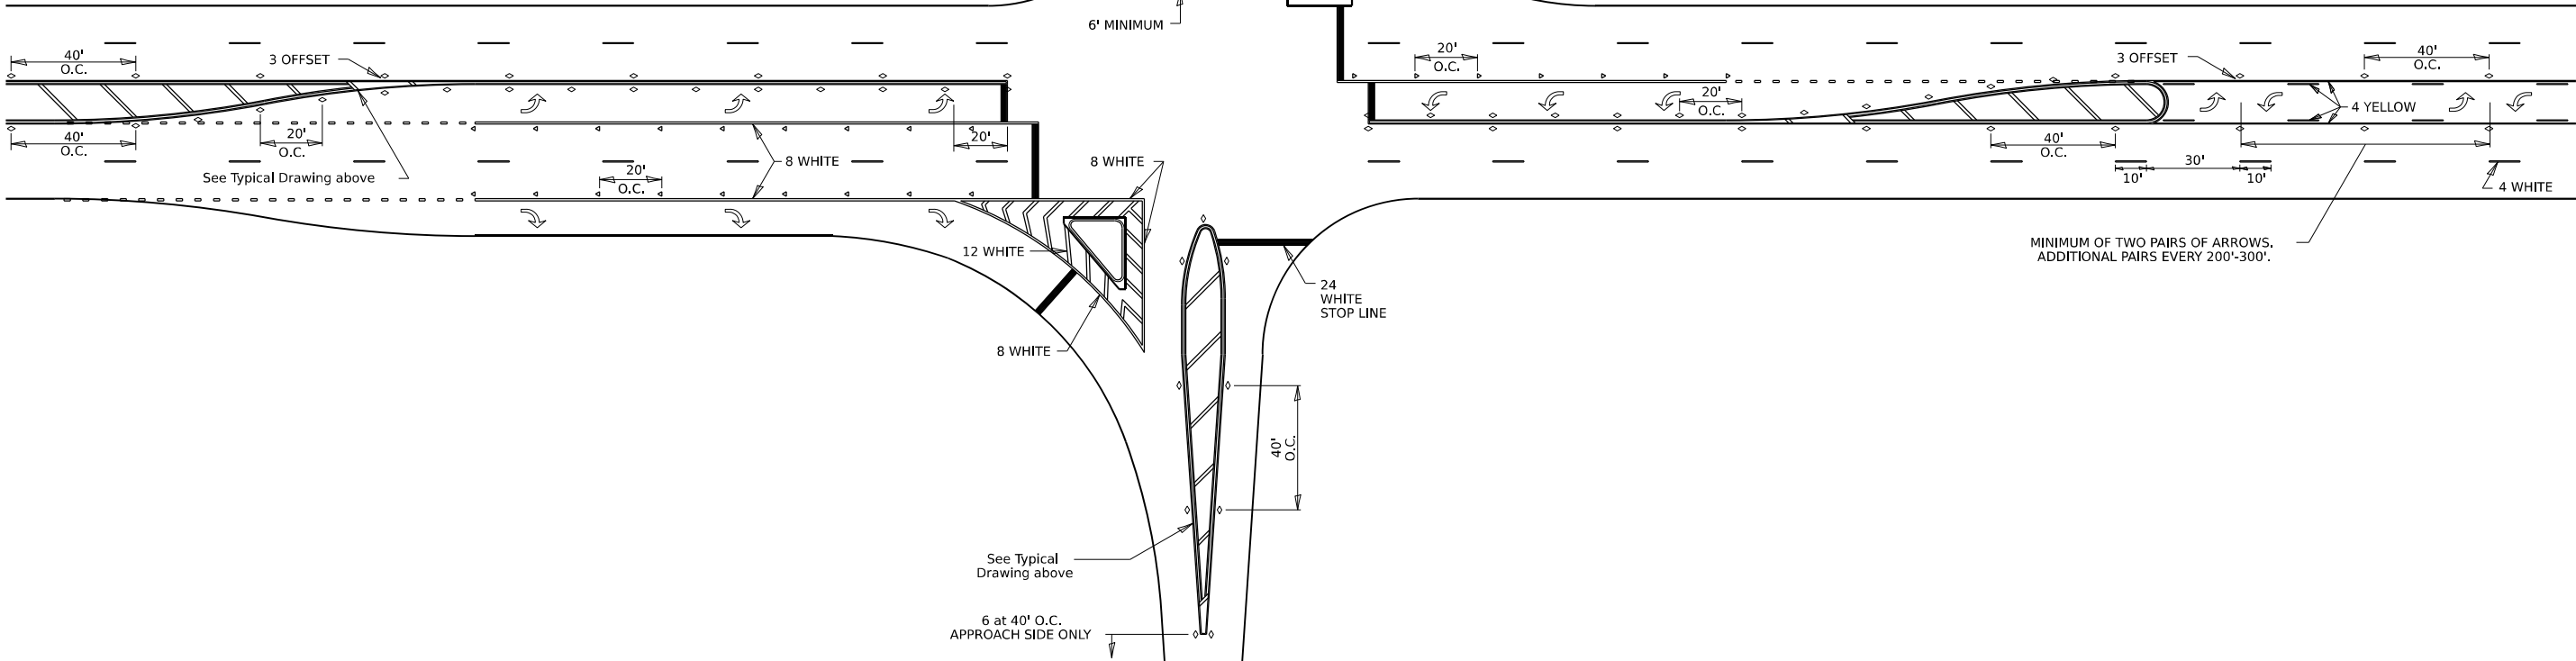 6' MINIMUM
40'
O.C.
3 OFFSET
20'
O.C.
3 OFFSET
40'
O.C.
20'
O.C.
4 YELLOW
40'
O.C.
20'
O.C.
See Typical Drawing above
20'
O.C.
8 WHITE
20'
8 WHITE
40'
O.C.
10'
30'
10'
4 WHITE
12 WHITE
MINIMUM OF TWO PAIRS OF ARROWS.
ADDITIONAL PAIRS EVERY 200'-300'.
24
WHITE
STOP LINE
8 WHITE
40'
O.C.
See Typical
Drawing above
6 at 40' O.C.
APPROACH SIDE ONLY